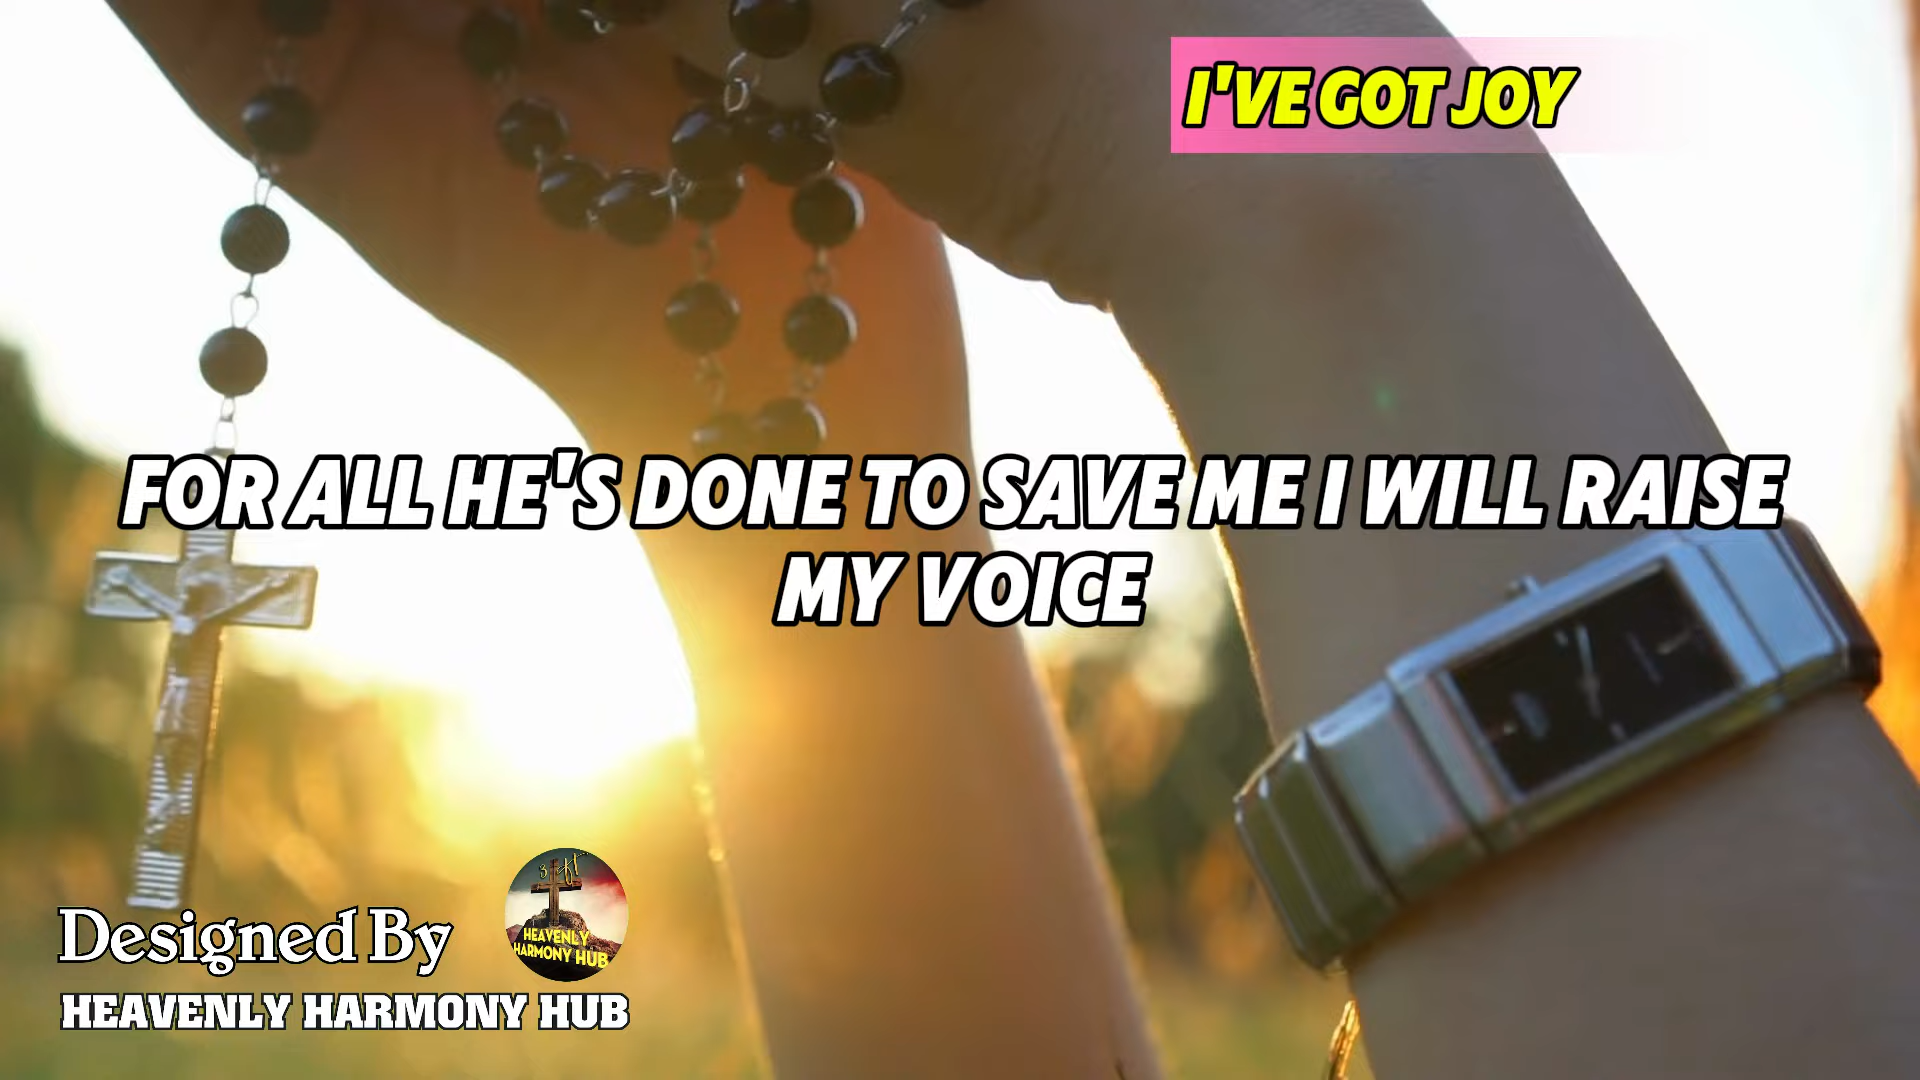 I'VE GOT JOY
FOR ALL HE'S DONE TO SAVE ME I WILL RAISE
MY VOICE
HEAVENLY
HARMONY HUB
Designed By
HEAVENLY HARMONY HUB